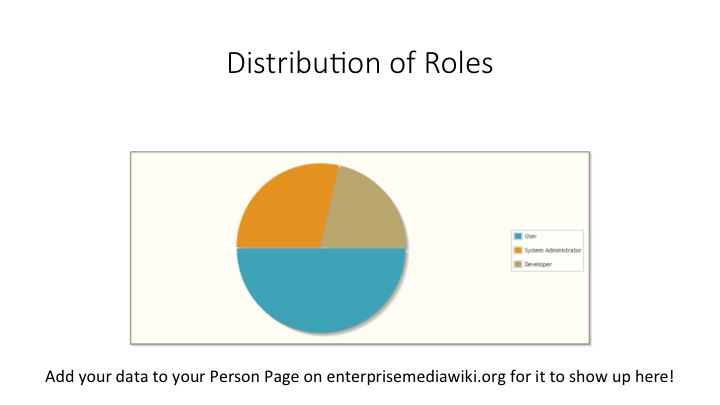 Distribution of Roles
User
System Administrator
Developer
Add your data to your Person Page on enterprisemediawiki.org for it to show up here!